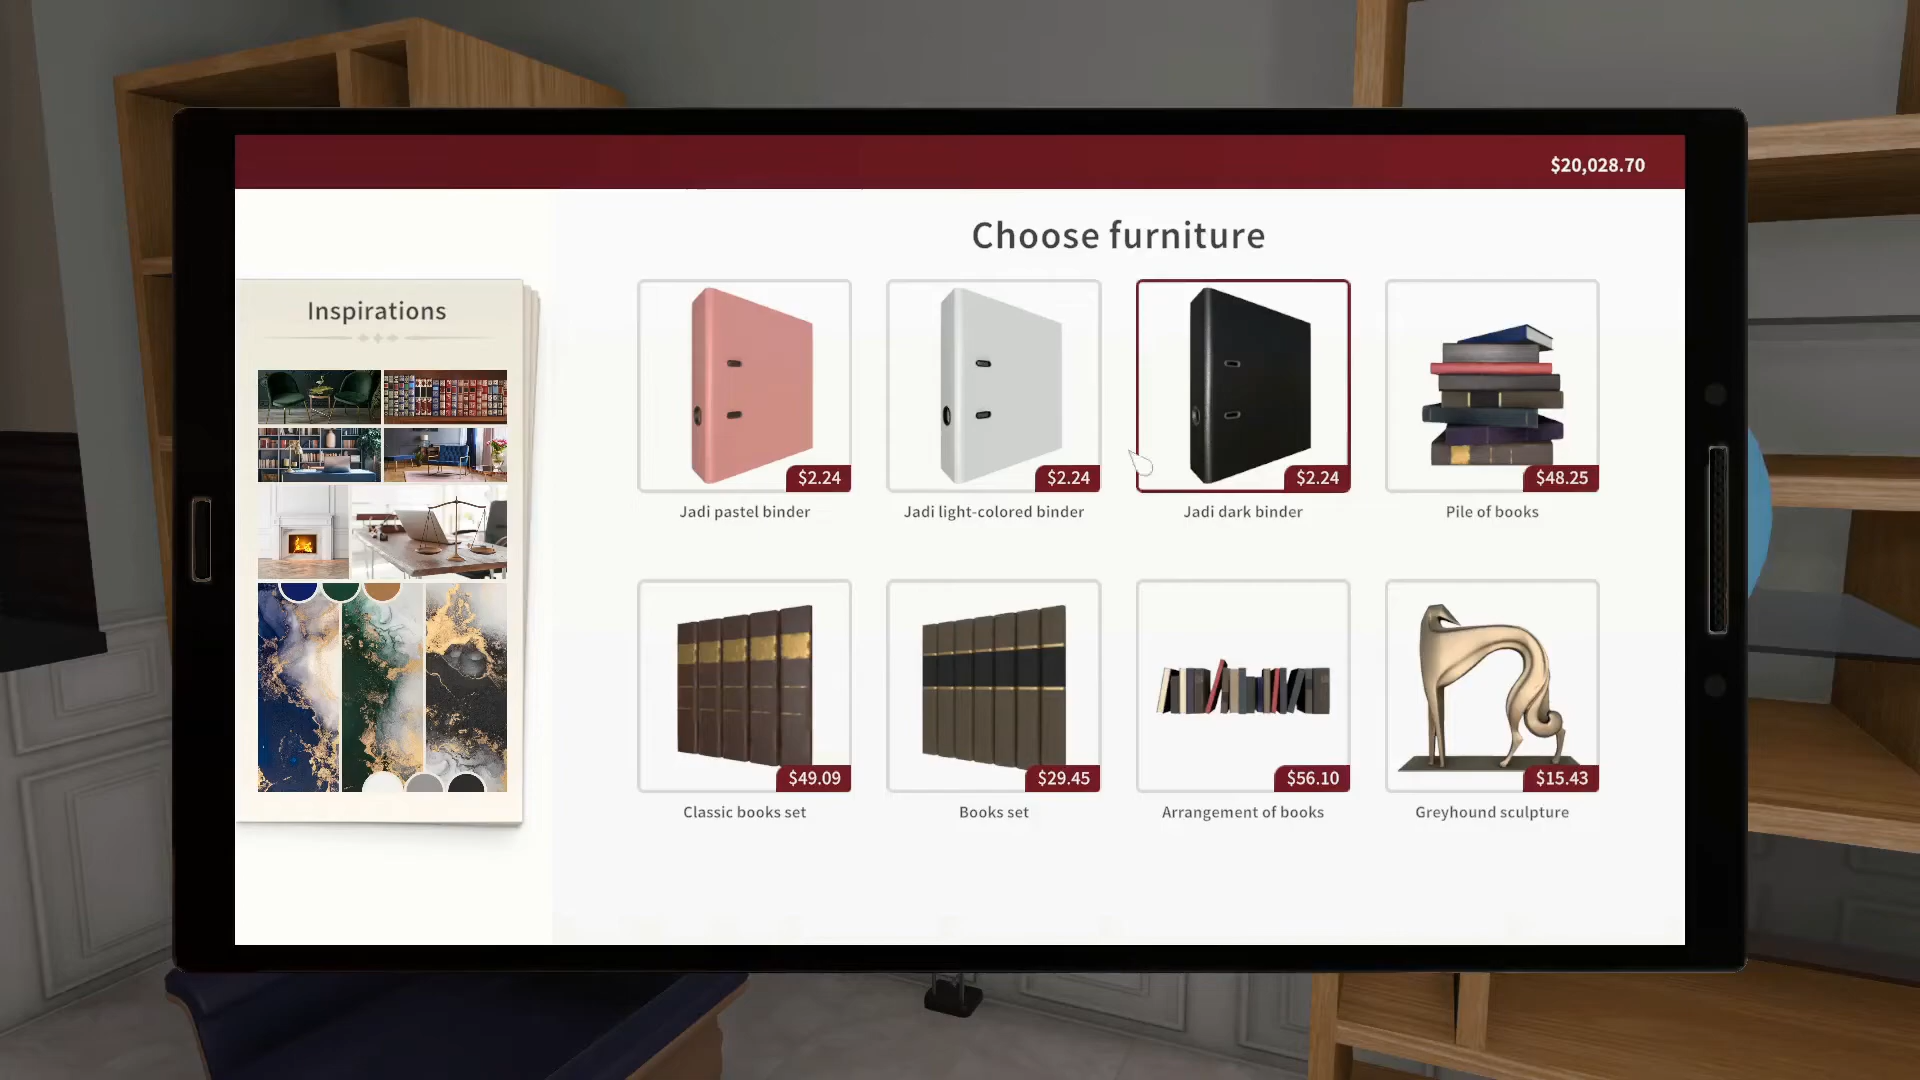 $20,028.70
Choose furniture
Inspirations
$2.24
$2.24
$2.24
$48.25
Jadi pastel binder
Jadi light-colored binder
Jadi dark binder
Pile of books
$49.09
$29.45
$56.10
$15.43
Classic books set
Books set
Arrangement of books
Greyhound sculpture